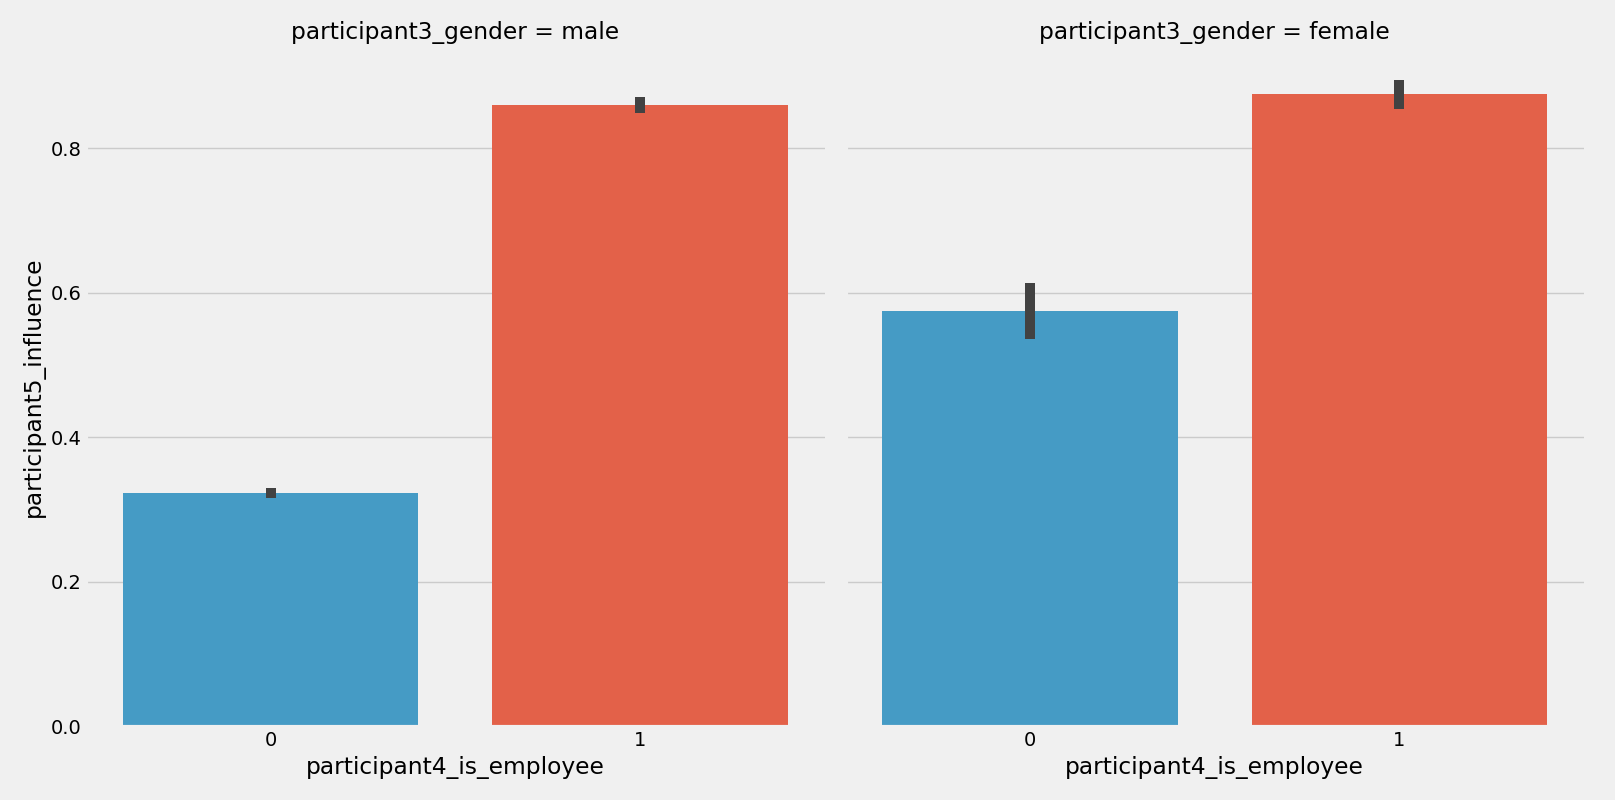 participant3_gender = male
participant3_gender = female
participant5_influence
0.8
0.6
0.4
0.2
0.0
0
1
0
1
participant4_is_employee
participant4_is_employee